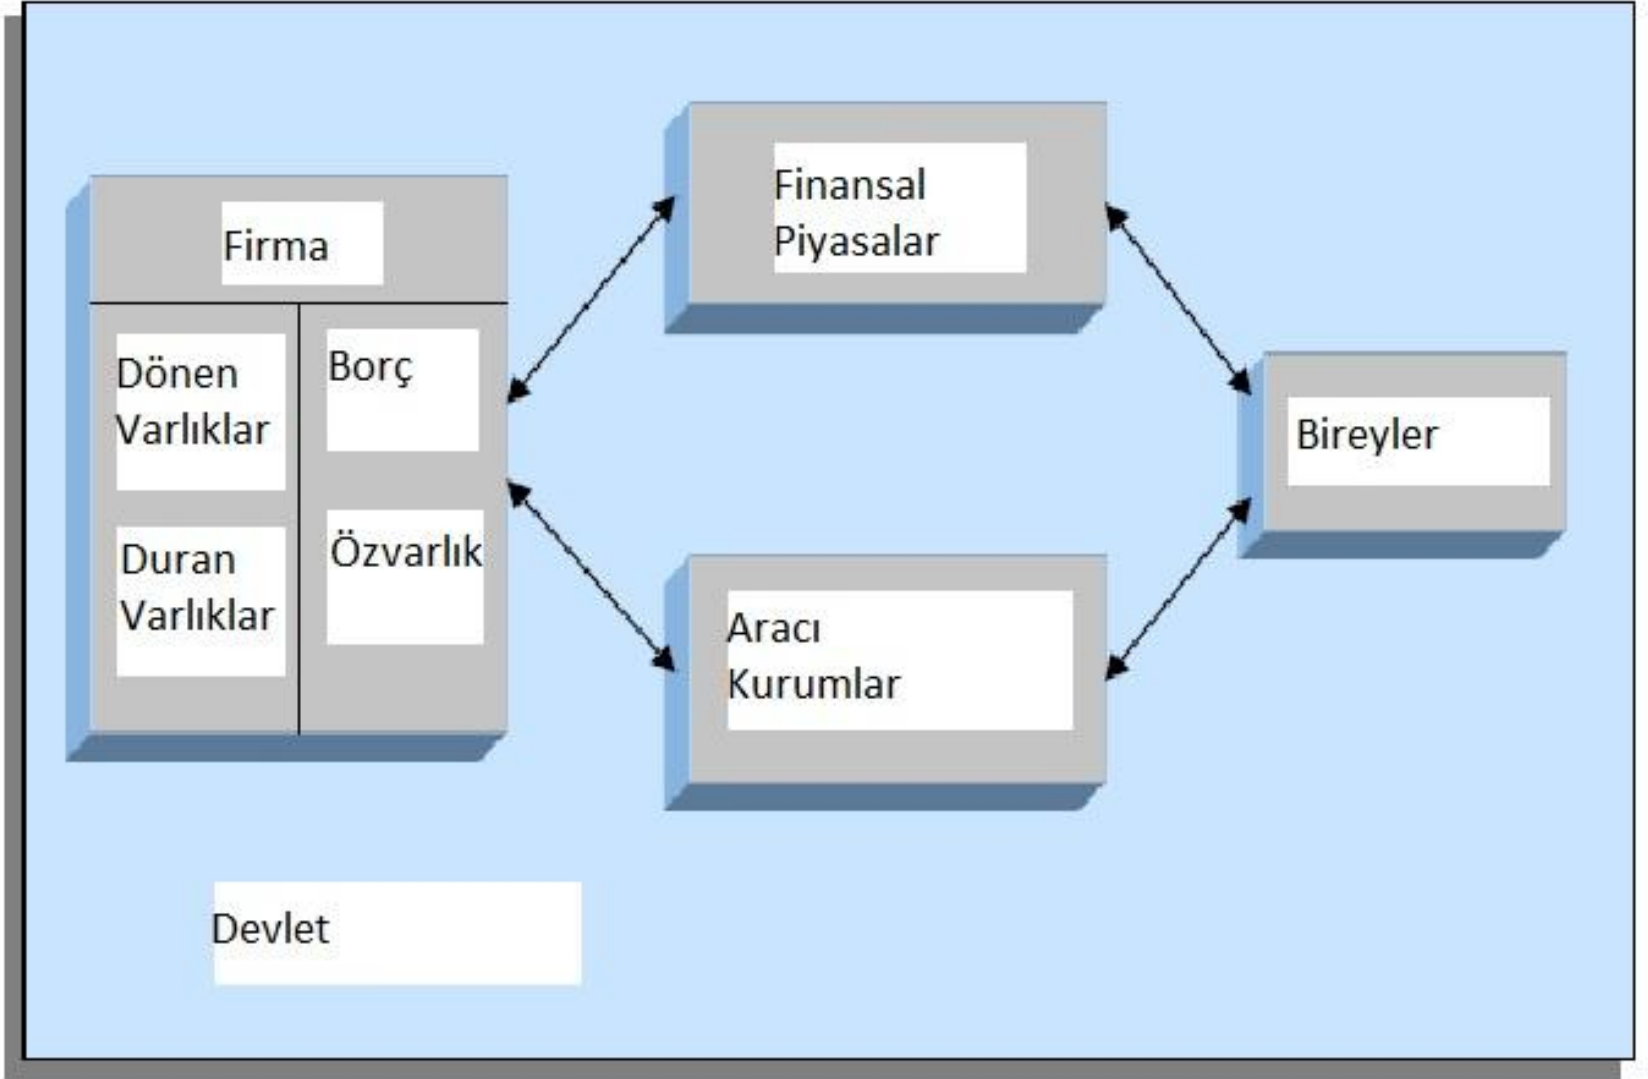 Firma
Dönen
Varlıklar
Duran
Varlıklar
Borç
Özvarlık
Finansal
Piyasalar
Aracı
Kurumlar
Bireyler
Devlet